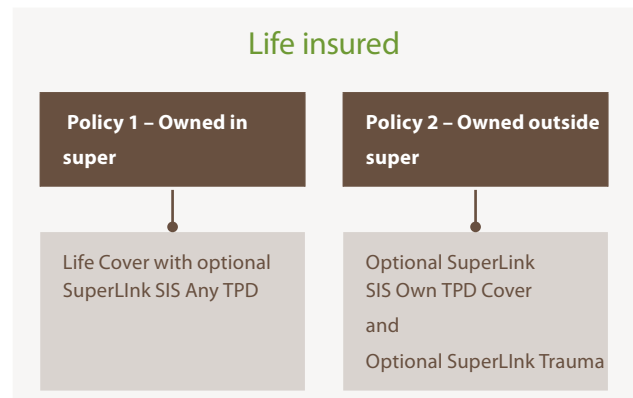 Life insured
Policy 1 – Owned in
super
Policy 2 – Owned outside
super
Life Cover with optional
SuperLInk SIS Any TPD
Optional SuperLink
SIS Own TPD Cover
and
Optional SuperLInk Trauma